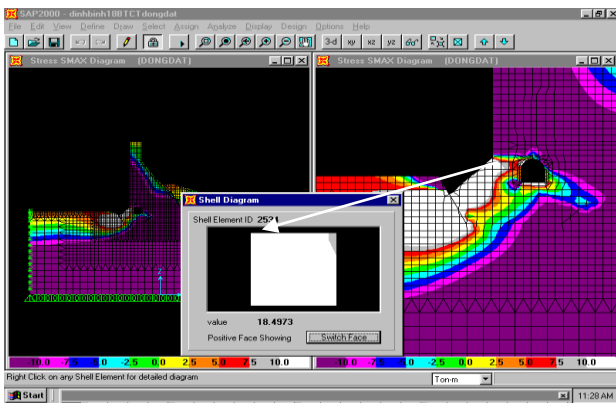 SAP2000 - dinhbinh18BTCTdongdat
File Edit View Define Draw Select Assign Analyze Display Design Options Help
3-d xy xz yz
Stress SMAX Diagram (DONGDAT)
Stress SMAX Diagram (DONGDAT)
Shell Diagram
Shell Element ID 2521
value 18.4973
Positive Face Showing Switch Face
-10.0 -7.5 -5.0 -2.5 0.0 2.5 5.0 7.5 10.0
-10.0 -7.5 -5.0 -2.5 0.0 2.5 5.0 7.5 10.0
Right Click on any Shell Element for detailed diagram
Ton-m
Start
11:28 AM